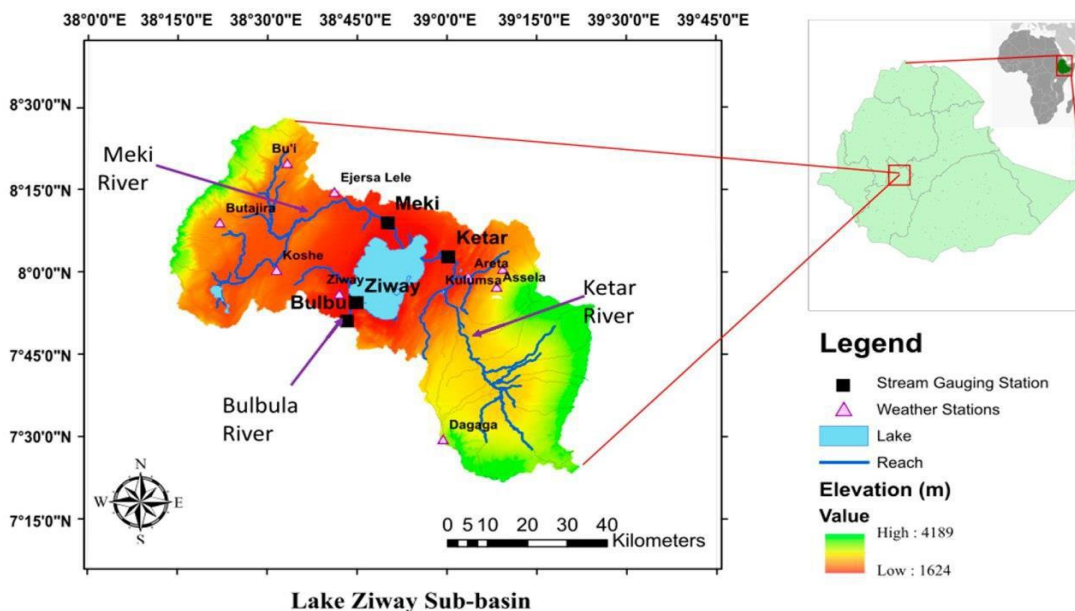 38°0'0"E 38°15'0"E 38°30'0"E 38°45'0"E 39°0'0"E 39°15'0"E 39°30'0"E 39°45'0"E
8°30'0"N
8°15'0"N
8°0'0"N
7°45'0"N
7°30'0"N
7°15'0"N
Meki
River
Bu'i
Ejersa Lele
Butajira
Meki
Koshe
Ketar
Areta
Kulumsa
Assela
Ziway
Ziway
Bulbu
Ketar
River
Bulbula
River
Dagaga
N
W
E
S
0 5 10 20 30 40
Kilometers
Lake Ziway Sub-basin
Legend
Stream Gauging Station
Weather Stations
Lake
Reach
Elevation (m)
Value
High : 4189
Low : 1624